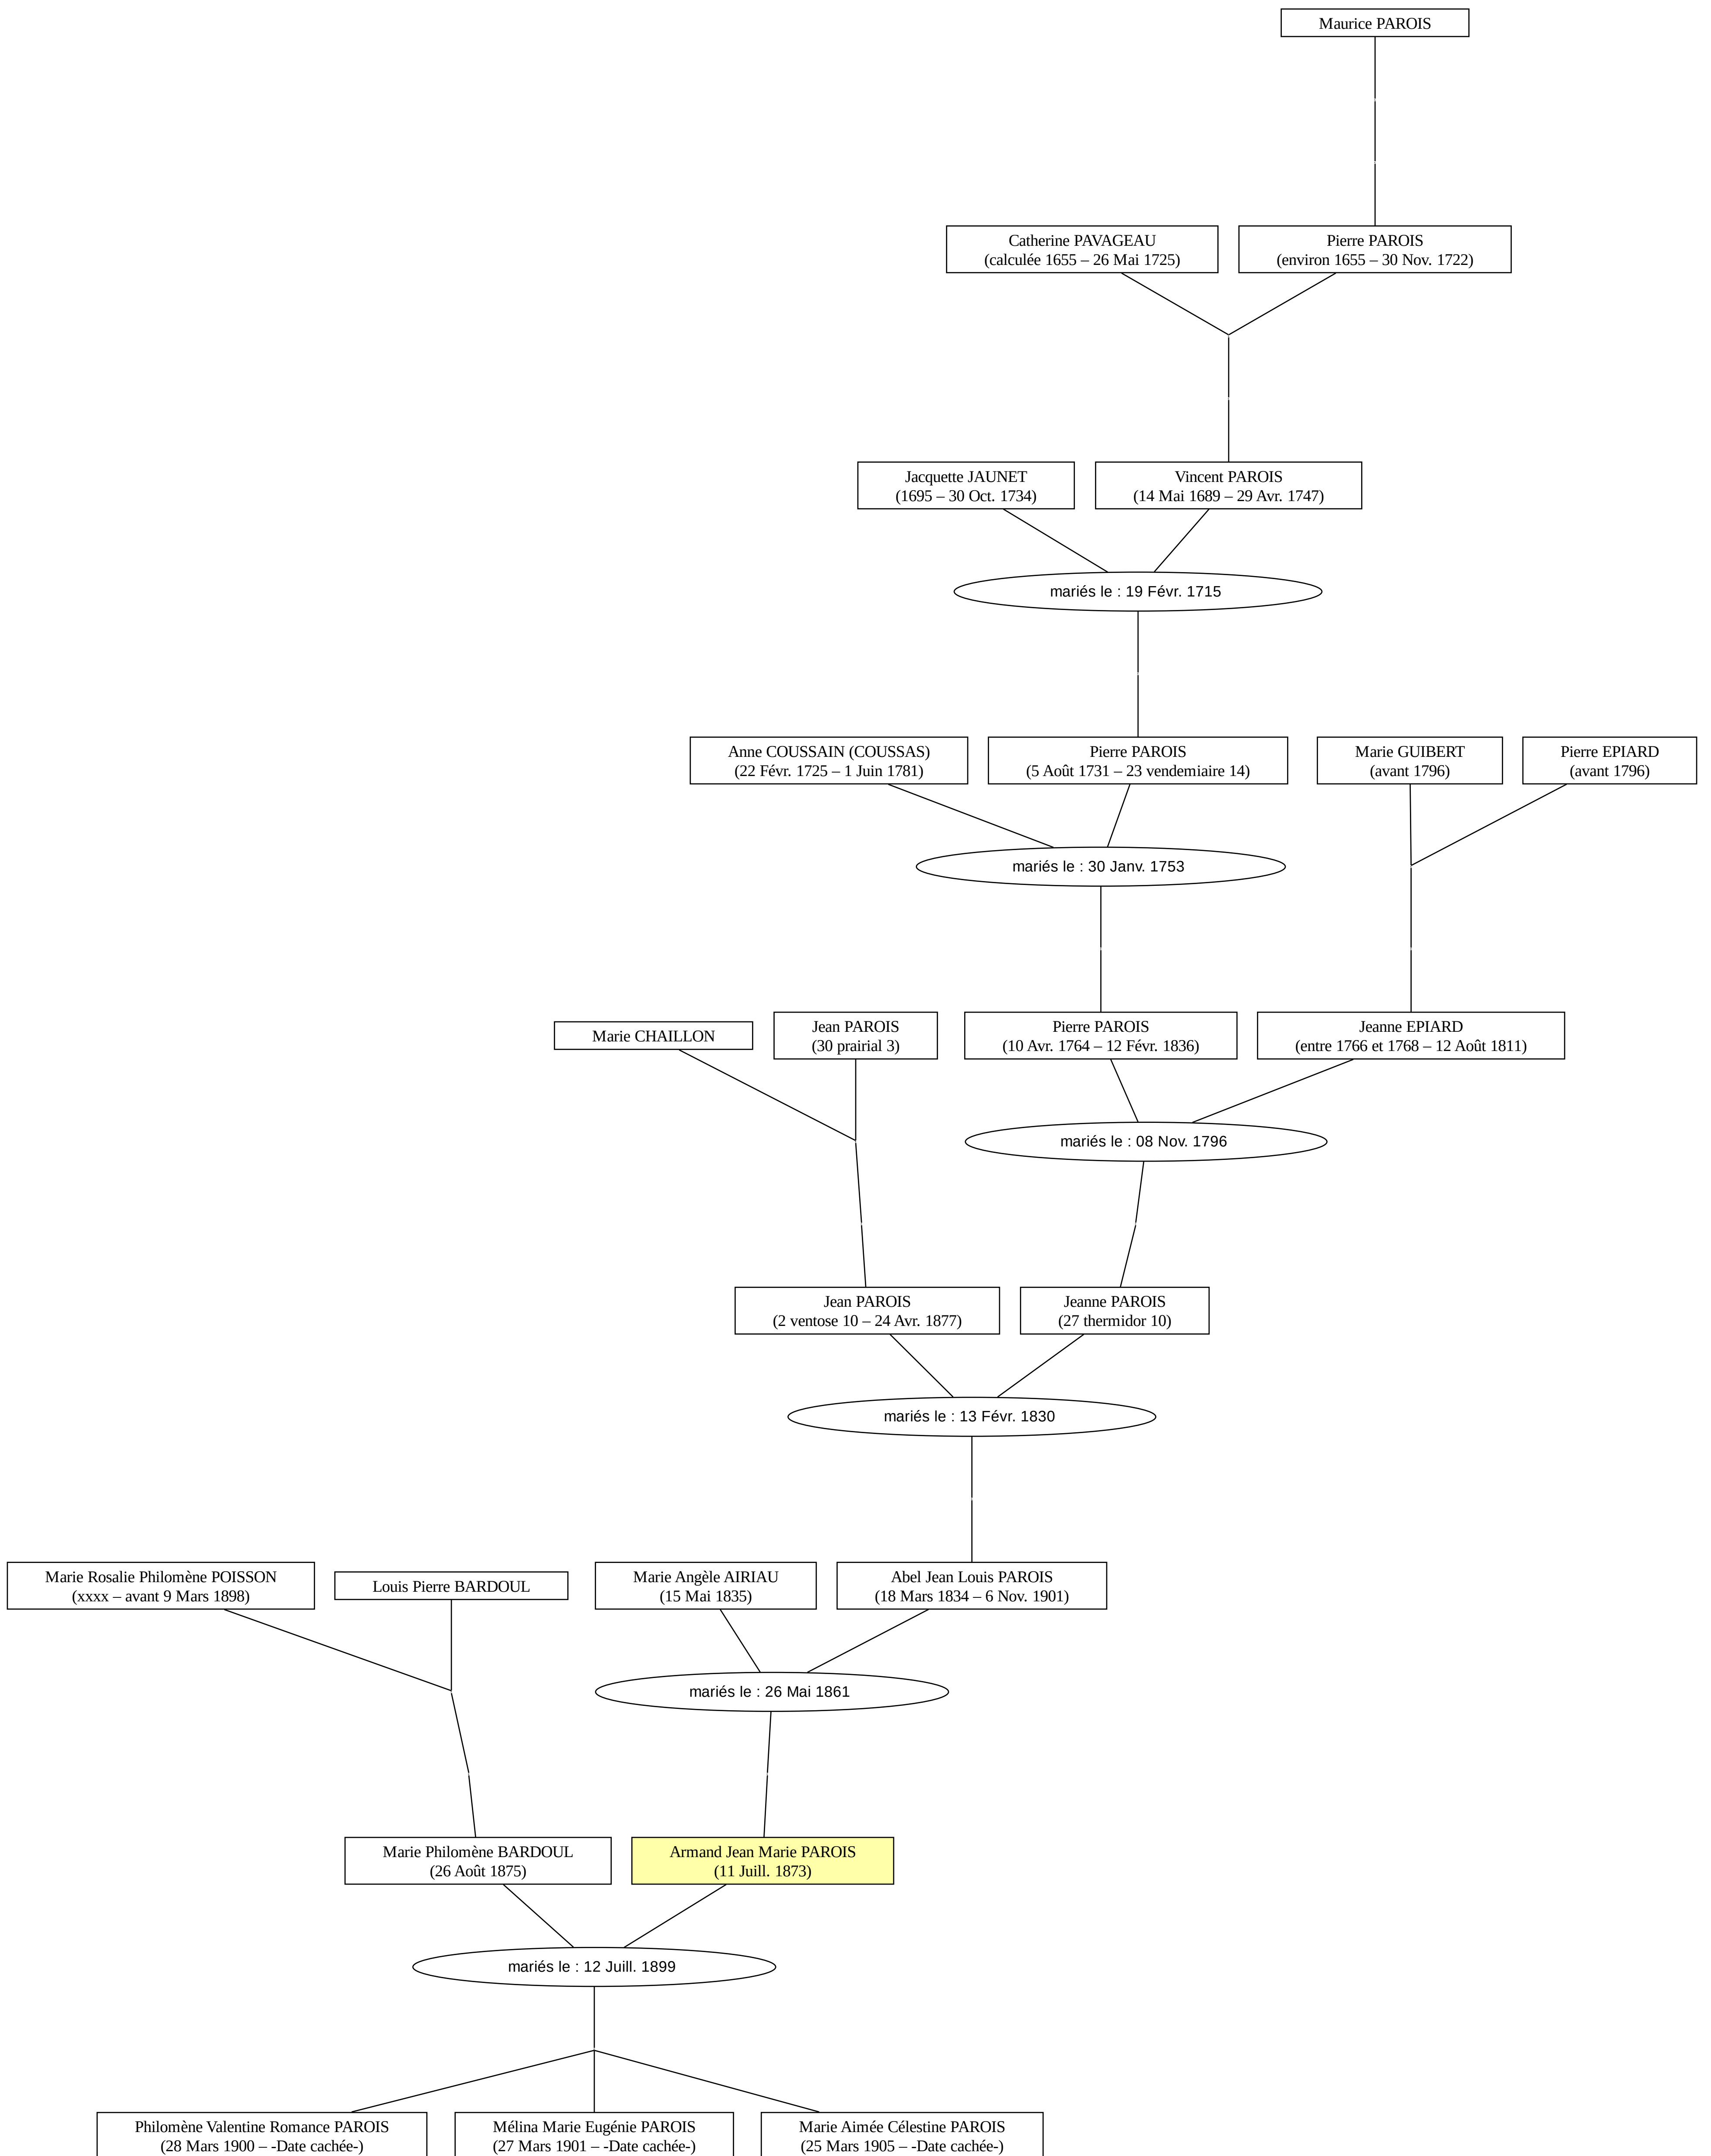 Maurice PAROIS
Catherine PAVAGEAU
(calculée 1655 – 26 Mai 1725)
Pierre PAROIS
(environ 1655 – 30 Nov. 1722)
Jacquette JAUNET
(1695 – 30 Oct. 1734)
Vincent PAROIS
(14 Mai 1689 – 29 Avr. 1747)
mariés le : 19 Févr. 1715
Anne COUSSAIN (COUSSAS)
(22 Févr. 1725 – 1 Juin 1781)
Pierre PAROIS
(5 Août 1731 – 23 vendemiaire 14)
Marie GUIBERT
(avant 1796)
Pierre EPIARD
(avant 1796)
mariés le : 30 Janv. 1753
Marie CHAILLON
Jean PAROIS
(30 prairial 3)
Pierre PAROIS
(10 Avr. 1764 – 12 Févr. 1836)
Jeanne EPIARD
(entre 1766 et 1768 – 12 Août 1811)
mariés le : 08 Nov. 1796
Jean PAROIS
(2 ventose 10 – 24 Avr. 1877)
Jeanne PAROIS
(27 thermidor 10)
mariés le : 13 Févr. 1830
Marie Rosalie Philomène POISSON
(xxxx – avant 9 Mars 1898)
Louis Pierre BARDOUL
Marie Angèle AIRIAU
(15 Mai 1835)
Abel Jean Louis PAROIS
(18 Mars 1834 – 6 Nov. 1901)
mariés le : 26 Mai 1861
Marie Philomène BARDOUL
(26 Août 1875)
Armand Jean Marie PAROIS
(11 Juill. 1873)
mariés le : 12 Juill. 1899
Philomène Valentine Romance PAROIS
(28 Mars 1900 – -Date cachée-)
Mélina Marie Eugénie PAROIS
(27 Mars 1901 – -Date cachée-)
Marie Aimée Célestine PAROIS
(25 Mars 1905 – -Date cachée-)